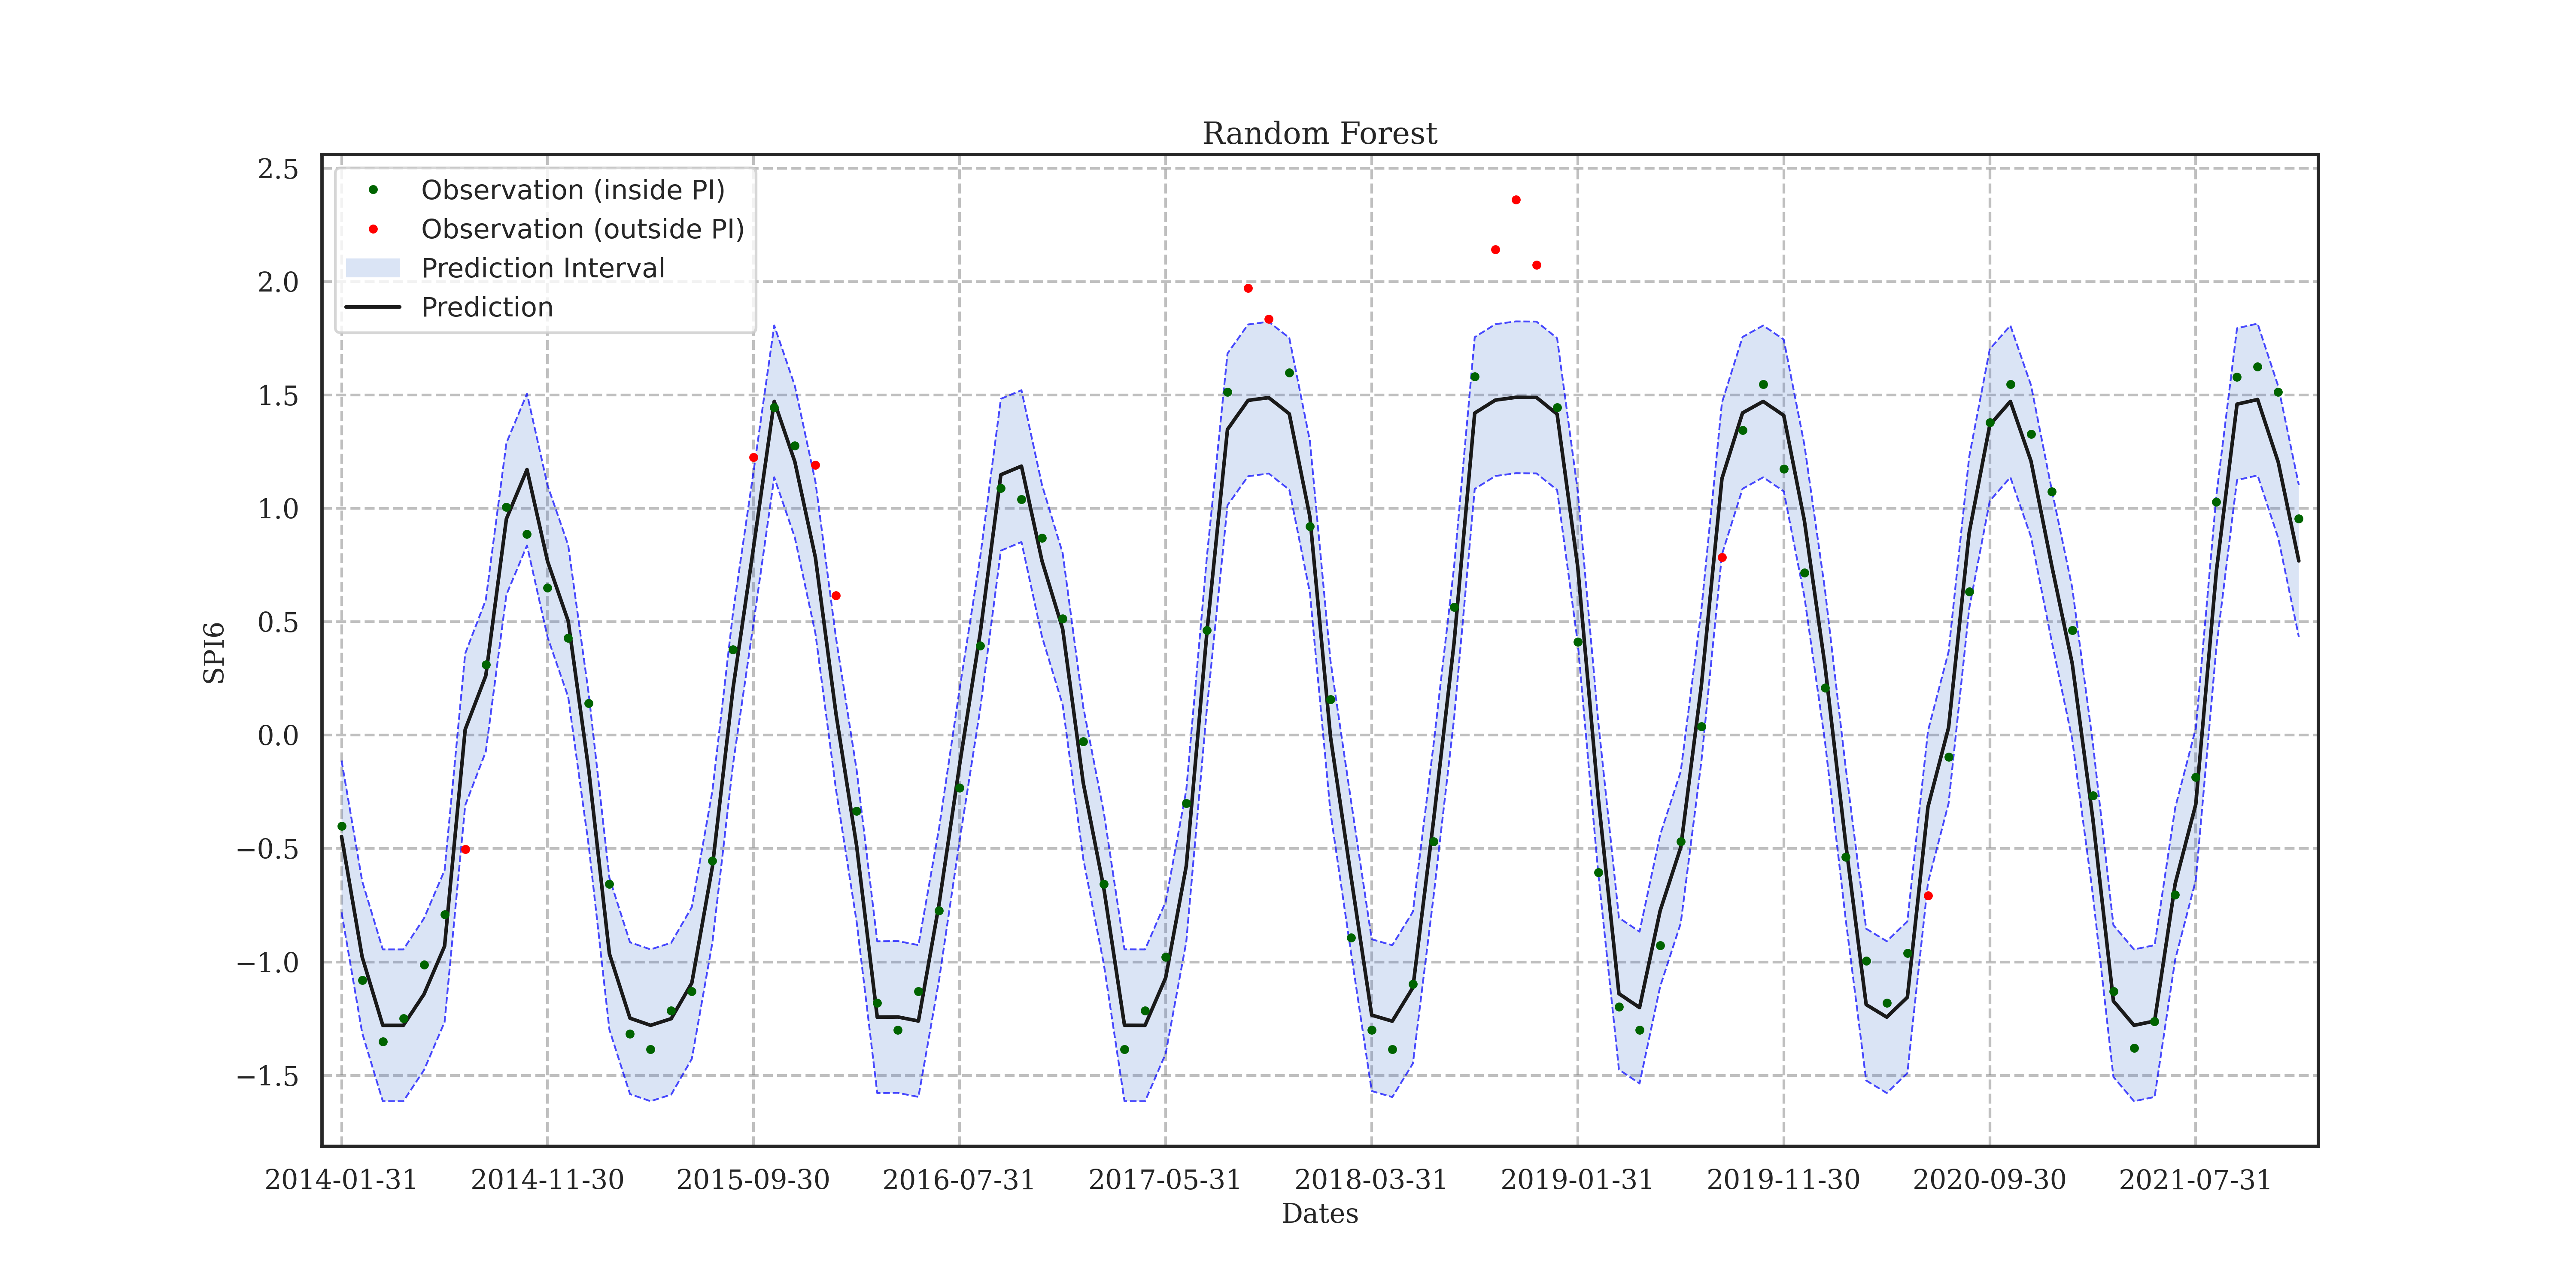 Random Forest
Observation (inside PI)
Observation (outside PI)
Prediction Interval
Prediction
2.5
2.0
1.5
1.0
0.5
0.0
−0.5
−1.0
−1.5
SPI6
2014-01-31 2014-11-30 2015-09-30 2016-07-31 2017-05-31 2018-03-31 2019-01-31 2019-11-30 2020-09-30 2021-07-31
Dates